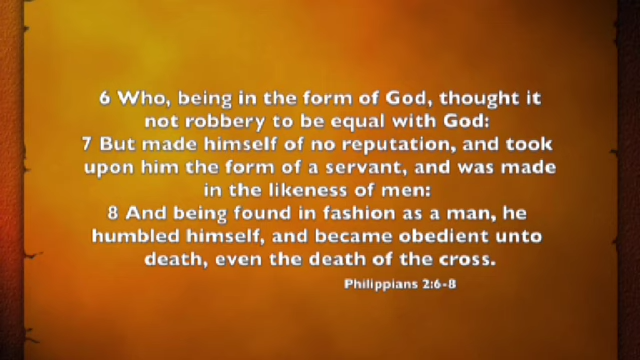 6 Who, being in the form of God, thought it
not robbery to be equal with God:
7 But made himself of no reputation, and took
upon him the form of a servant, and was made
in the likeness of men:
8 And being found in fashion as a man, he
humbled himself, and became obedient unto
death, even the death of the cross.
Philippians 2:6-8